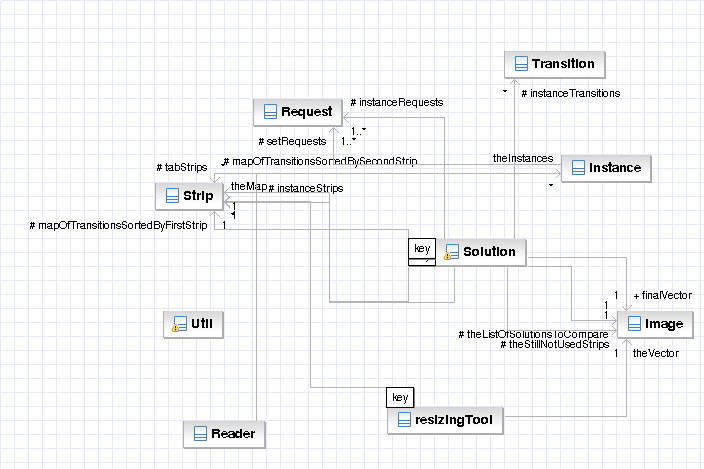 Transition
# instanceTransitions
*
Request
# instanceRequests
1..*
# setRequests
1..*
# tabStrips
# mapOfTransitionsSortedBySecondStrip
theInstances
Instance
*
Strip
theMap
# instanceStrips
1
*
# mapOfTransitionsSortedByFirstStrip
1
key
Solution
1
+ finalVector
1
1
Util
Image
# theListOfSolutionsToCompare
# theStillNotUsedStrips
1
theVector
key
resizingTool
Reader